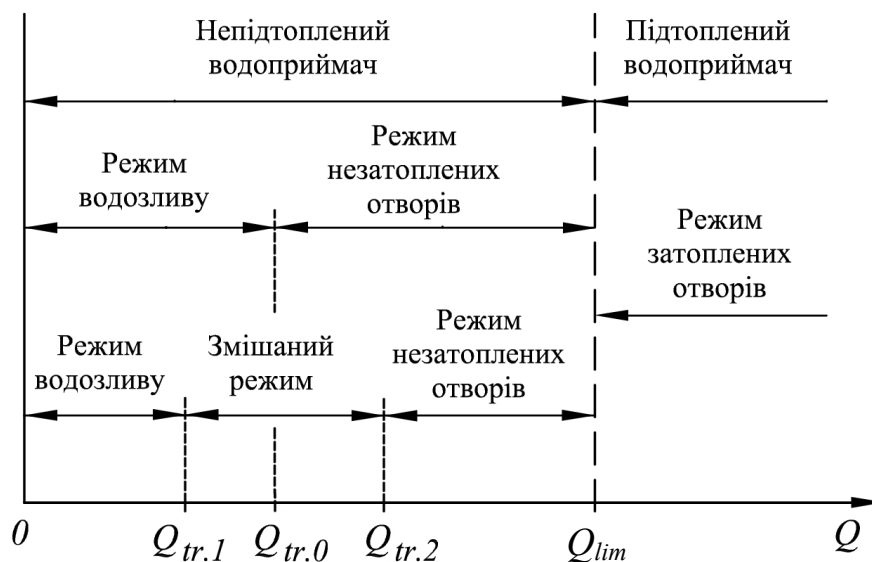 Непідтоплений
водоприймач
Підтоплений
водоприймач
Режим
водозливу
Режим
незатоплених
отворів
Режим
затоплених
отворів
Режим
водозливу
Змішаний
режим
Режим
незатоплених
отворів
0
Q tr.1
Q tr.0
Q tr.2
Q lim
Q